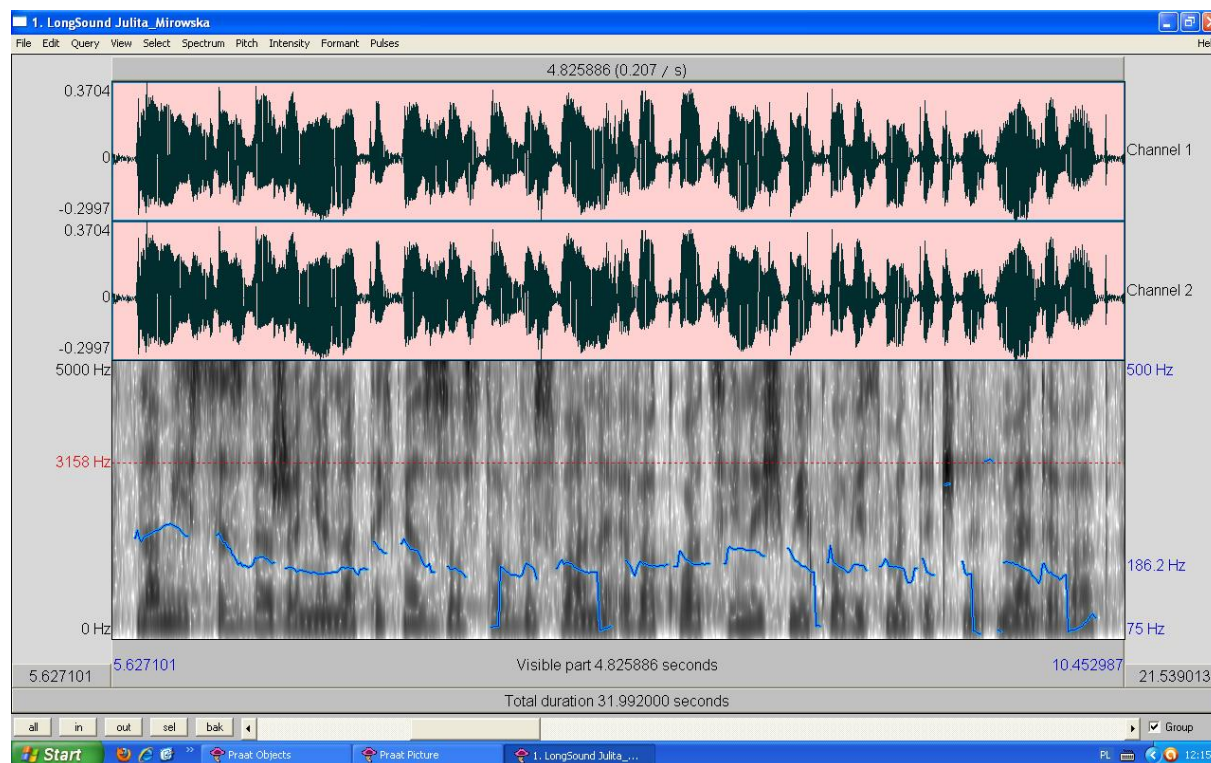 1. LongSound Julita_Mirowska
File Edit Query View Select Spectrum Pitch Intensity Formant Pulses
4.825886 (0.207 / s)
0.3704
0
-0.2997
Channel 1
0.3704
0
-0.2997
Channel 2
5000 Hz
3158 Hz
0 Hz
500 Hz
186.2 Hz
75 Hz
5.627101 5.627101 Visible part 4.825886 seconds 10.452987 21.539013
Total duration 31.992000 seconds
all in out sel bak Group
Start Praat Objects Praat Picture 1. LongSound Julita_... PL 12:15